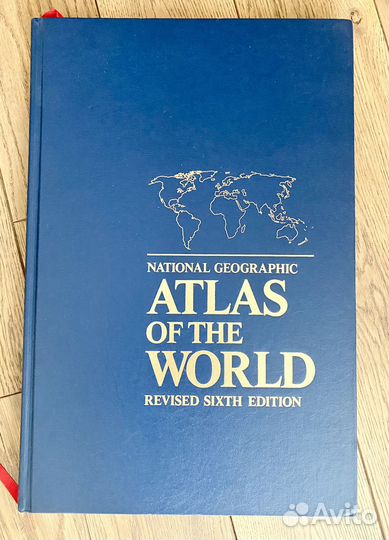 NATIONAL GEOGRAPHIC
ATLAS
OF THE
WORLD
REVISED SIXTH EDITION
Avito